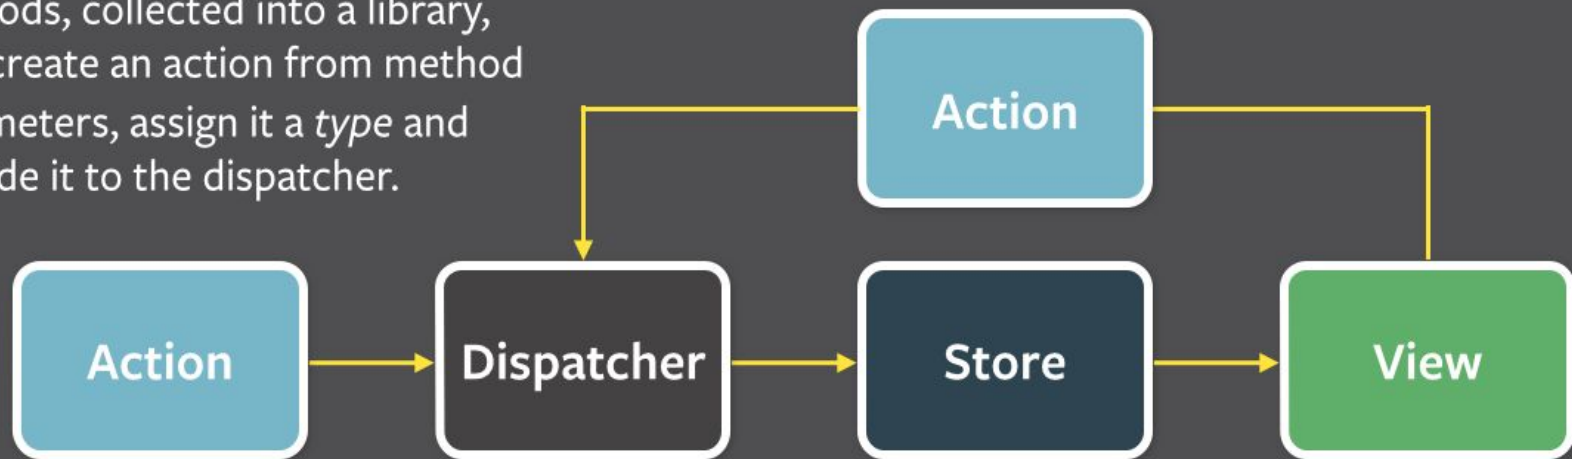 ods, collected into a library,
create an action from method
meters, assign it a type and
de it to the dispatcher.
Action
Action
Dispatcher
Store
View